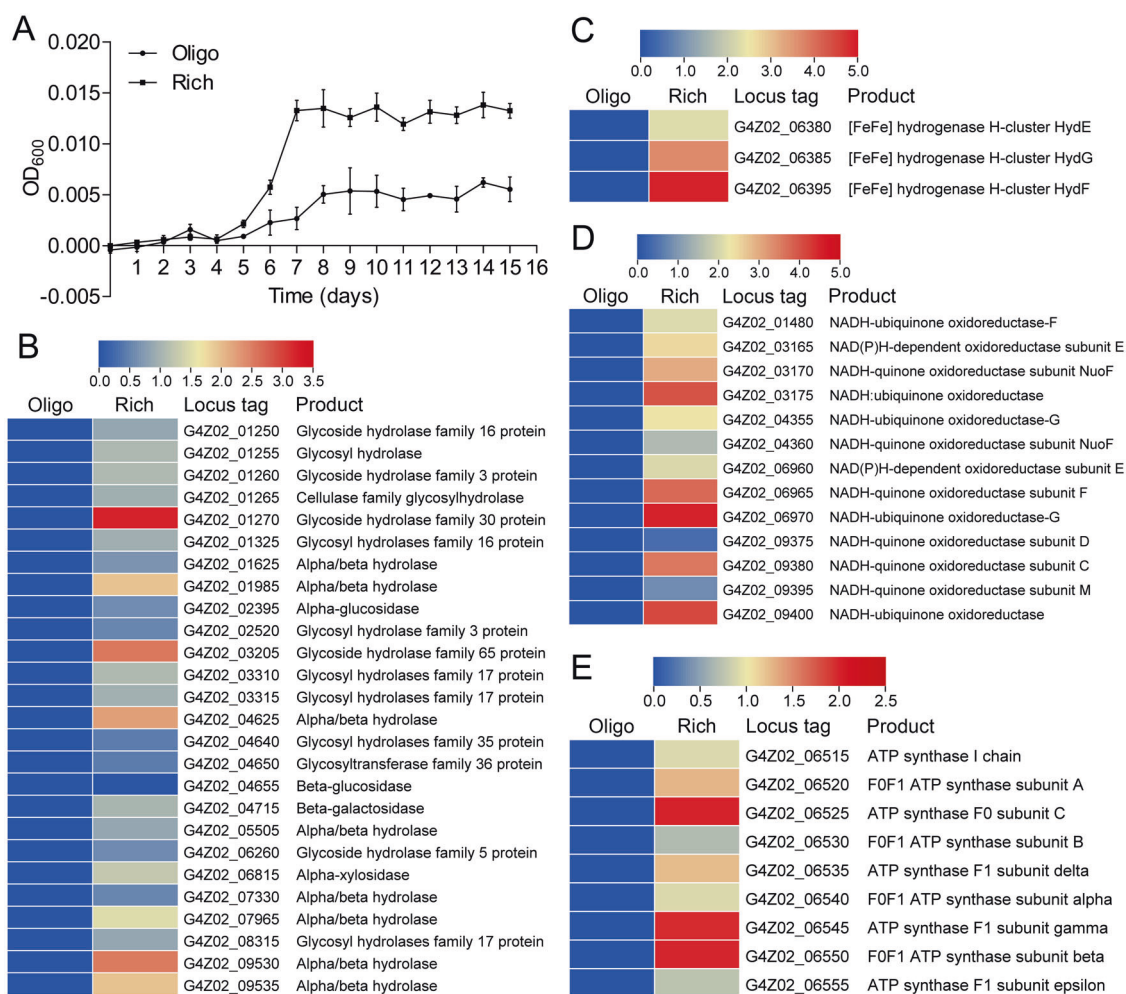 A
0.020
0.015
0.010
0.005
0.000
-0.005
OD600
Oligo
Rich
1 2 3 4 5 6 7 8 9 10 11 12 13 14 15 16
Time (days)
B
0.0 0.5 1.0 1.5 2.0 2.5 3.0 3.5
Oligo Rich Locus tag Product
G4Z02_01250 Glycoside hydrolase family 16 protein
G4Z02_01255 Glycosyl hydrolase
G4Z02_01260 Glycoside hydrolase family 3 protein
G4Z02_01265 Cellulase family glycosylhydrolase
G4Z02_01270 Glycoside hydrolase family 30 protein
G4Z02_01325 Glycosyl hydrolases family 16 protein
G4Z02_01625 Alpha/beta hydrolase
G4Z02_01985 Alpha/beta hydrolase
G4Z02_02395 Alpha-glucosidase
G4Z02_02520 Glycosyl hydrolase family 3 protein
G4Z02_03205 Glycoside hydrolase family 65 protein
G4Z02_03310 Glycosyl hydrolases family 17 protein
G4Z02_03315 Glycosyl hydrolases family 17 protein
G4Z02_04625 Alpha/beta hydrolase
G4Z02_04640 Glycosyl hydrolases family 35 protein
G4Z02_04650 Glycosyltransferase family 36 protein
G4Z02_04655 Beta-glucosidase
G4Z02_04715 Beta-galactosidase
G4Z02_05505 Alpha/beta hydrolase
G4Z02_06260 Glycoside hydrolase family 5 protein
G4Z02_06815 Alpha-xylosidase
G4Z02_07330 Alpha/beta hydrolase
G4Z02_07965 Alpha/beta hydrolase
G4Z02_08315 Glycosyl hydrolases family 17 protein
G4Z02_09530 Alpha/beta hydrolase
G4Z02_09535 Alpha/beta hydrolase
C
0.0 1.0 2.0 3.0 4.0 5.0
Oligo Rich Locus tag Product
G4Z02_06380 [FeFe] hydrogenase H-cluster HydE
G4Z02_06385 [FeFe] hydrogenase H-cluster HydG
G4Z02_06395 [FeFe] hydrogenase H-cluster HydF
D
0.0 1.0 2.0 3.0 4.0 5.0
Oligo Rich Locus tag Product
G4Z02_01480 NADH-ubiquinone oxidoreductase-F
G4Z02_03165 NAD(P)H-dependent oxidoreductase subunit E
G4Z02_03170 NADH-quinone oxidoreductase subunit NuoF
G4Z02_03175 NADH:ubiquinone oxidoreductase
G4Z02_04355 NADH-ubiquinone oxidoreductase-G
G4Z02_04360 NADH-quinone oxidoreductase subunit NuoF
G4Z02_06960 NAD(P)H-dependent oxidoreductase subunit E
G4Z02_06965 NADH-quinone oxidoreductase subunit F
G4Z02_06970 NADH-ubiquinone oxidoreductase-G
G4Z02_09375 NADH-quinone oxidoreductase subunit D
G4Z02_09380 NADH-quinone oxidoreductase subunit C
G4Z02_09395 NADH-quinone oxidoreductase subunit M
G4Z02_09400 NADH-ubiquinone oxidoreductase
E
0.0 0.5 1.0 1.5 2.0 2.5
Oligo Rich Locus tag Product
G4Z02_06515 ATP synthase I chain
G4Z02_06520 F0F1 ATP synthase subunit A
G4Z02_06525 ATP synthase F0 subunit C
G4Z02_06530 F0F1 ATP synthase subunit B
G4Z02_06535 ATP synthase F1 subunit delta
G4Z02_06540 F0F1 ATP synthase subunit alpha
G4Z02_06545 ATP synthase F1 subunit gamma
G4Z02_06550 F0F1 ATP synthase subunit beta
G4Z02_06555 ATP synthase F1 subunit epsilon